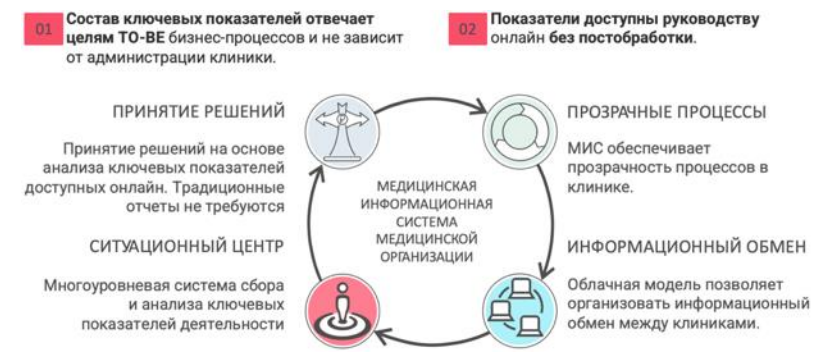 01
Состав ключевых показателей отвечает
целям TO-BE бизнес-процессов и не зависит
от администрации клиники.
02
Показатели доступны руководству
онлайн без постобработки.
ПРИНЯТИЕ РЕШЕНИЙ
Принятие решений на основе
анализа ключевых показателей
доступных онлайн. Традиционные
отчеты не требуются
ПРОЗРАЧНЫЕ ПРОЦЕССЫ
МИС обеспечивает
прозрачность процессов в
клинике.
МЕДИЦИНСКАЯ
ИНФОРМАЦИОННАЯ
СИСТЕМА
МЕДИЦИНСКОЙ
ОРГАНИЗАЦИИ
СИТУАЦИОННЫЙ ЦЕНТР
Многоуровневая система сбора
и анализа ключевых
показателей деятельности
ИНФОРМАЦИОННЫЙ ОБМЕН
Облачная модель позволяет
организовать информационный
обмен между клиниками.